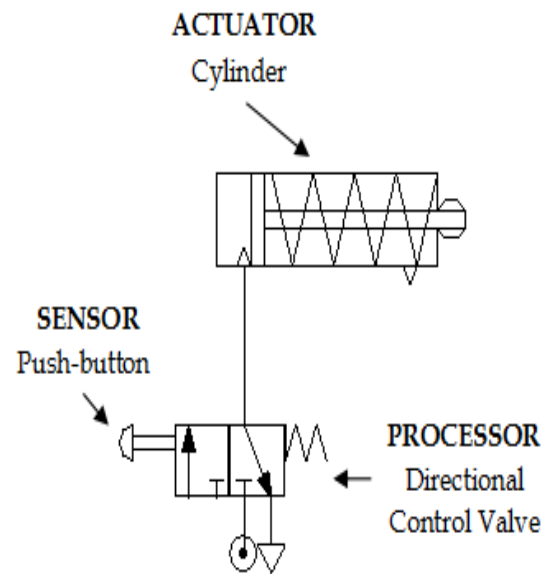 ACTUATOR
Cylinder
SENSOR
Push-button
PROCESSOR
Directional
Control Valve